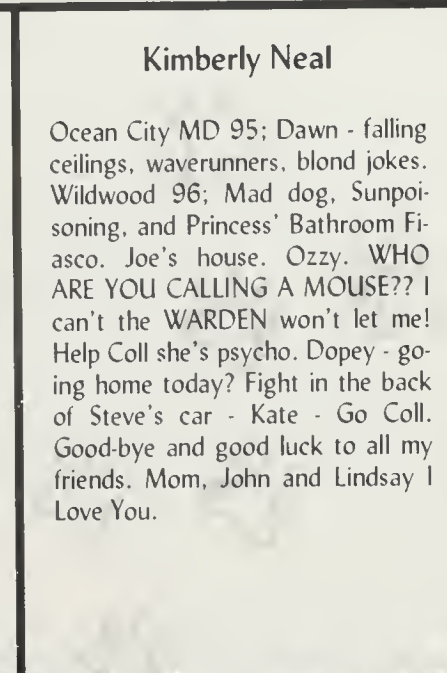 Kimberly Neal
Ocean City MD 95; Dawn - falling
ceilings, waverunners, blond jokes.
Wildwood 96; Mad dog, Sunpoi-
soning, and Princess' Bathroom Fi-
asco. Joe's house. Ozzy. WHO
ARE YOU CALLING A MOUSE?? I
can't the WARDEN won't let me!
Help Coll she's psycho. Dopey - go-
ing home today? Fight in the back
of Steve's car - Kate - Go Coll.
Good-bye and good luck to all my
friends. Mom, John and Lindsay I
Love You.